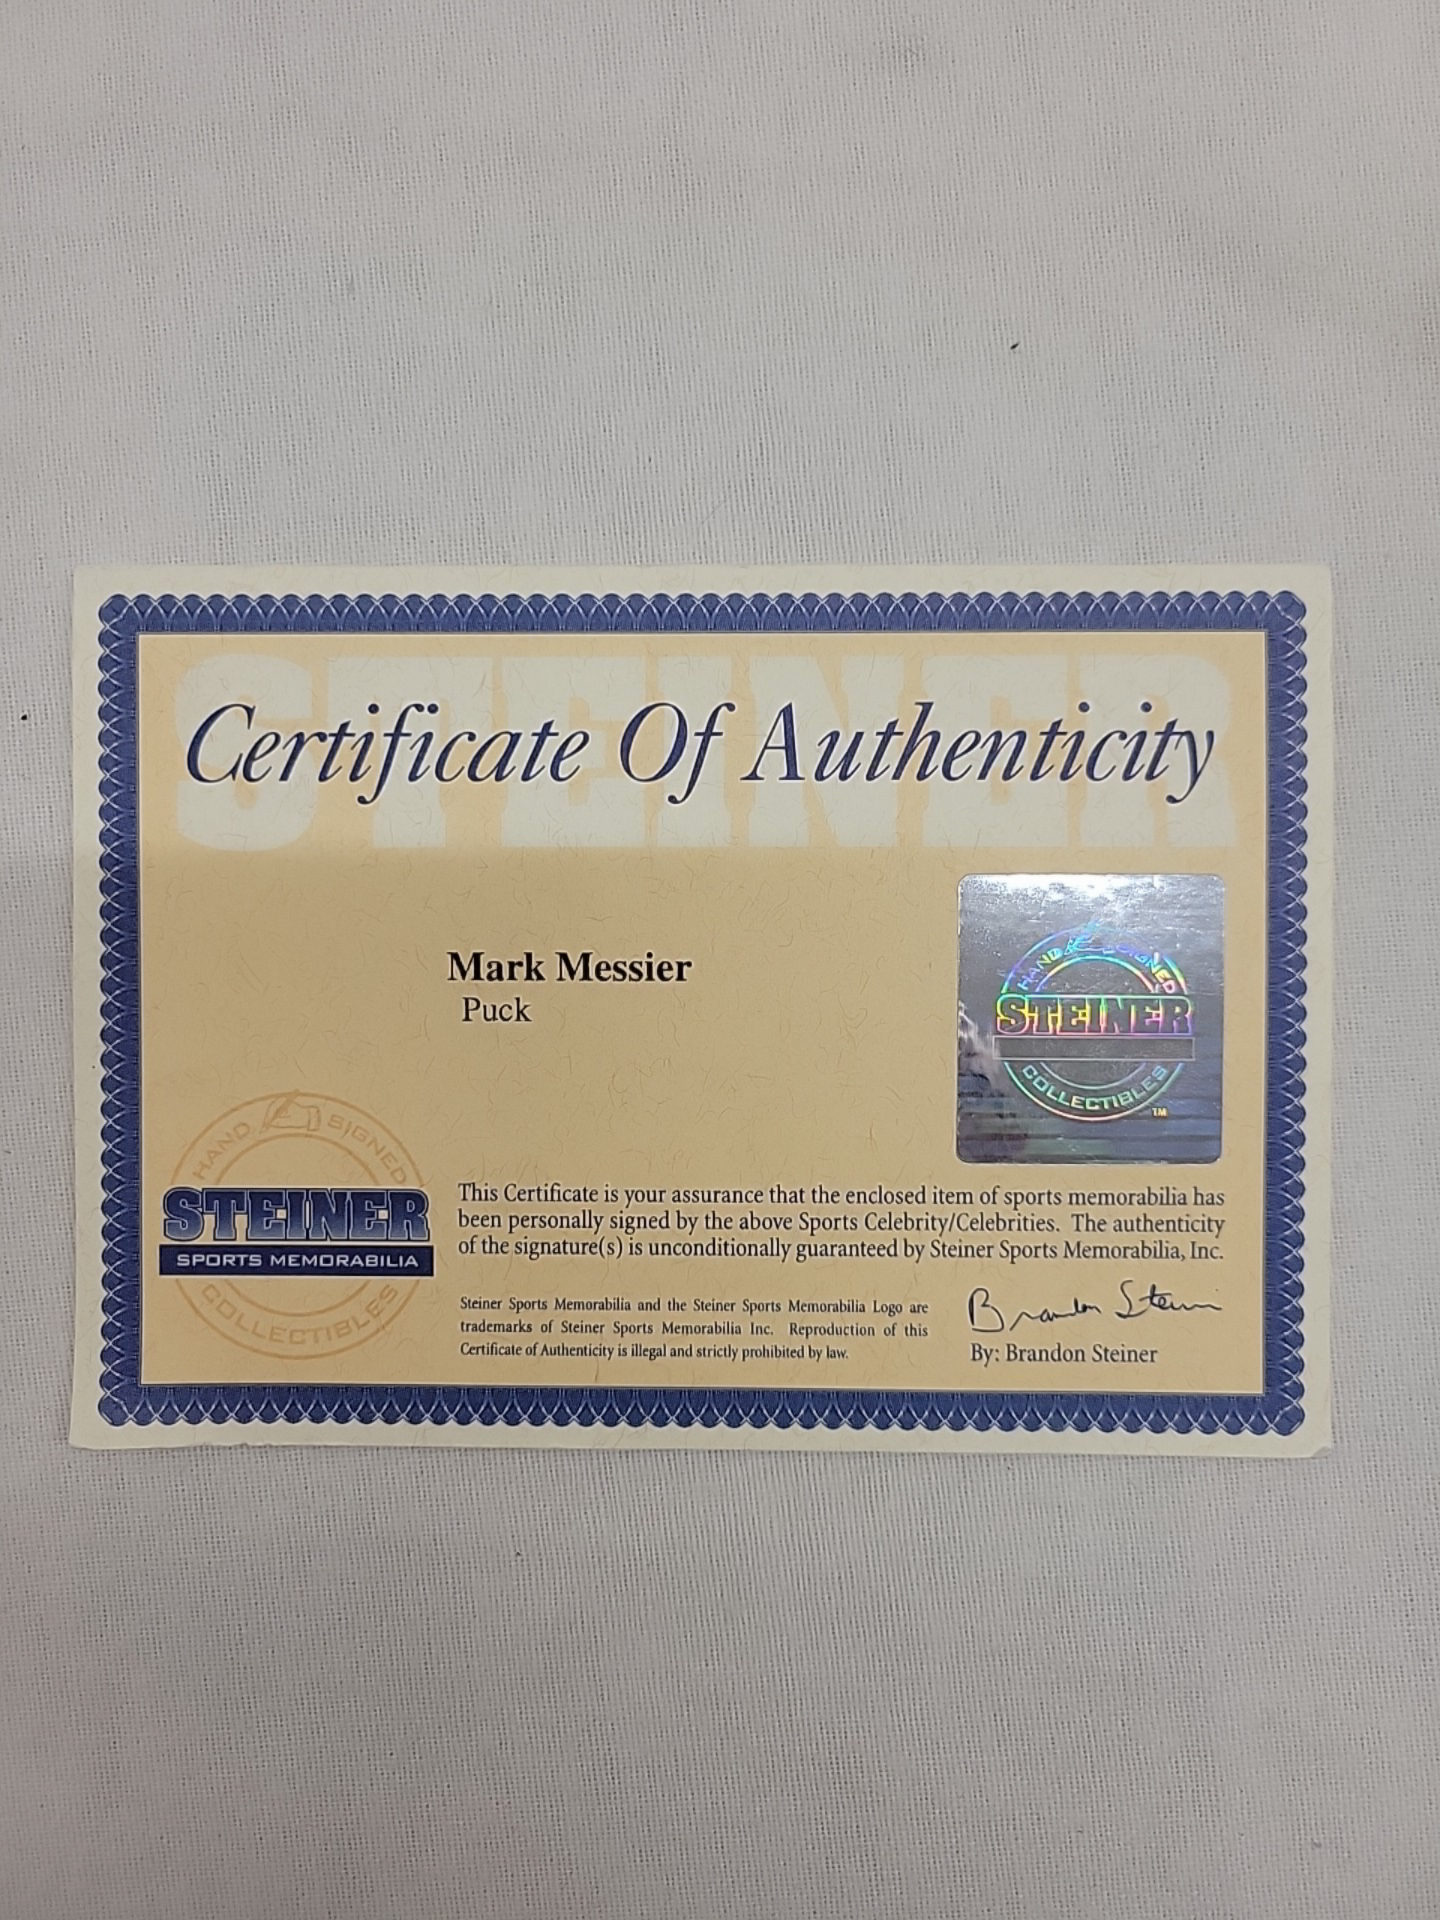 STEINER
Certificate Of Authenticity
Mark Messier
Puck
HAND SIGNED
STEINER
COLLECTIBLES
TM
HAND SIGNED
STEINER
SPORTS MEMORABILIA
COLLECTIBLES
This Certificate is your assurance that the enclosed item of sports memorabilia has
been personally signed by the above Sports Celebrity/Celebrities. The authenticity
of the signature(s) is unconditionally guaranteed by Steiner Sports Memorabilia, Inc.
Steiner Sports Memorabilia and the Steiner Sports Memorabilia Logo are
trademarks of Steiner Sports Memorabilia Inc. Reproduction of this
Certificate of Authenticity is illegal and strictly prohibited by law.
Brandon Steiner
By: Brandon Steiner